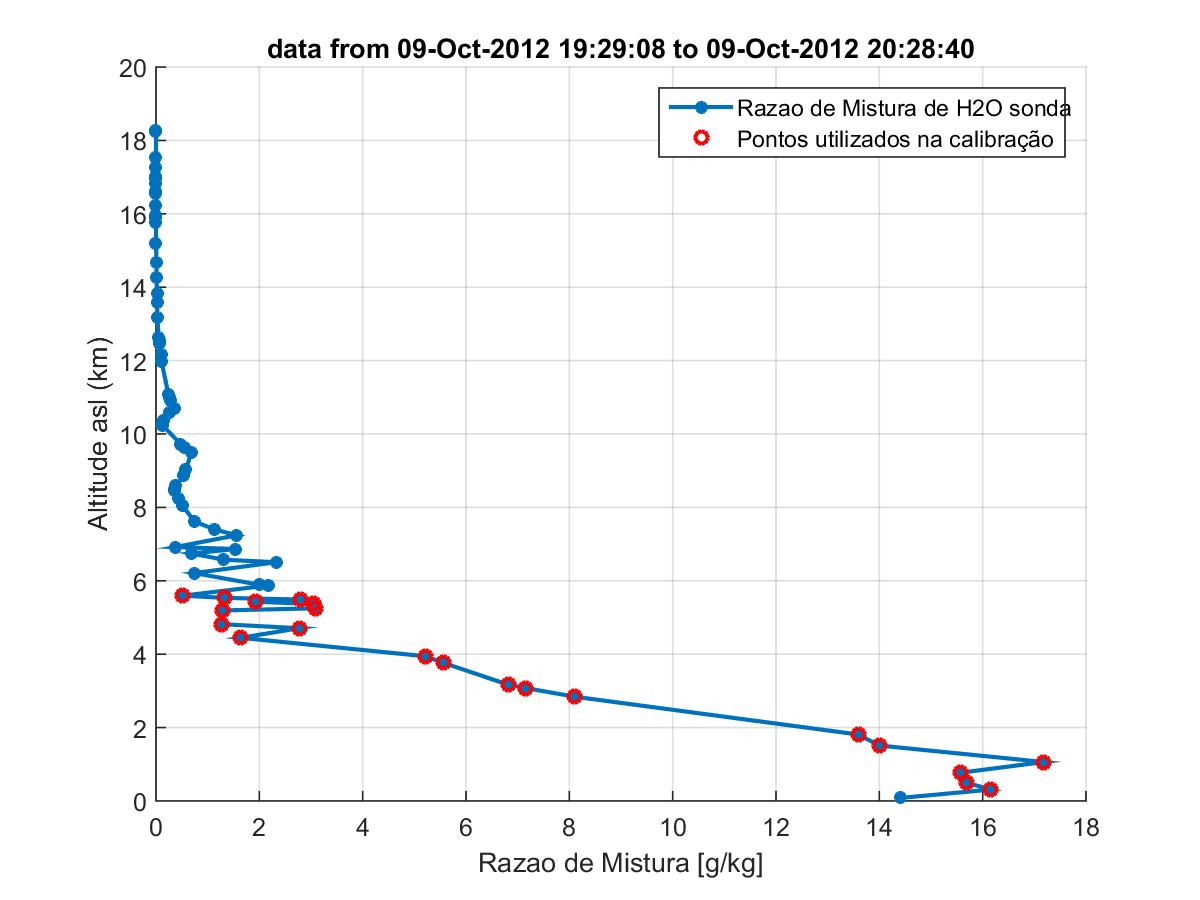 data from 09-Oct-2012 19:29:08 to 09-Oct-2012 20:28:40
Razao de Mistura de H2O sonda
Pontos utilizados na calibração
Altitude asl (km)
20
18
16
14
12
10
8
6
4
2
0
0 2 4 6 8 10 12 14 16 18
Razao de Mistura [g/kg]